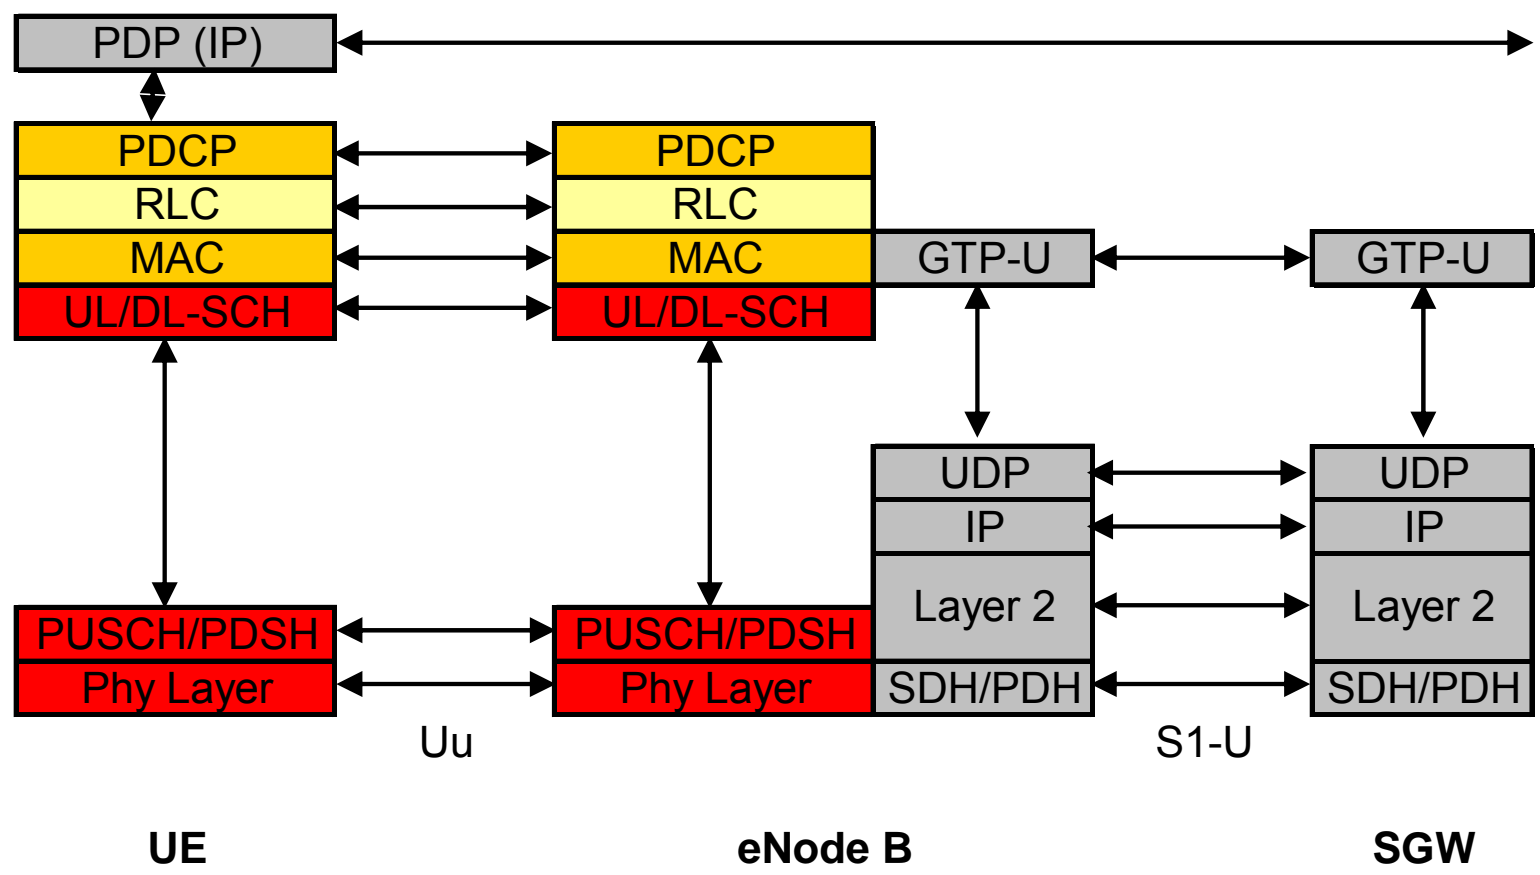 PDP (IP)
PDCP
PDCP
RLC
RLC
MAC
MAC
GTP-U
GTP-U
UL/DL-SCH
UL/DL-SCH
UDP
UDP
IP
IP
Layer 2
Layer 2
PUSCH/PDSH
PUSCH/PDSH
Phy Layer
Phy Layer
SDH/PDH
SDH/PDH
Uu
S1-U
UE
eNode B
SGW